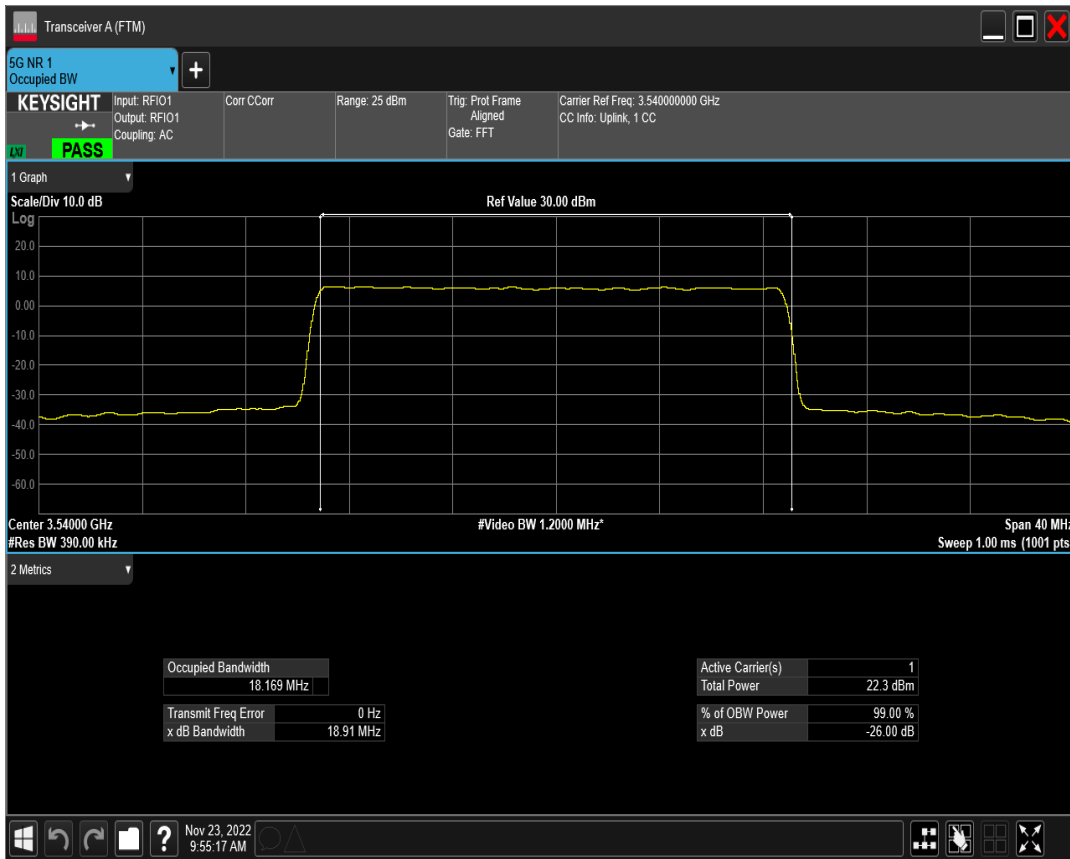 Transceiver A (FTM)
5G NR 1
Occupied BW
+
KEYSIGHT
LXI
PASS
Input: RFIO1
Output: RFIO1
Coupling: AC
Corr CCorr
Range: 25 dBm
Trig: Prot Frame
Aligned
Gate: FFT
Carrier Ref Freq: 3.540000000 GHz
CC Info: Uplink, 1 CC
1 Graph
Scale/Div 10.0 dB
Ref Value 30.00 dBm
Log
20.0
10.0
0.00
-10.0
-20.0
-30.0
-40.0
-50.0
-60.0
Center 3.54000 GHz
#Video BW 1.2000 MHz*
Span 40 MHz
#Res BW 390.00 kHz
Sweep 1.00 ms (1001 pts
2 Metrics
Occupied Bandwidth
18.169 MHz
Transmit Freq Error 0 Hz
x dB Bandwidth 18.91 MHz
Active Carrier(s) 1
Total Power 22.3 dBm
% of OBW Power 99.00 %
x dB -26.00 dB
?
Nov 23, 2022
9:55:17 AM